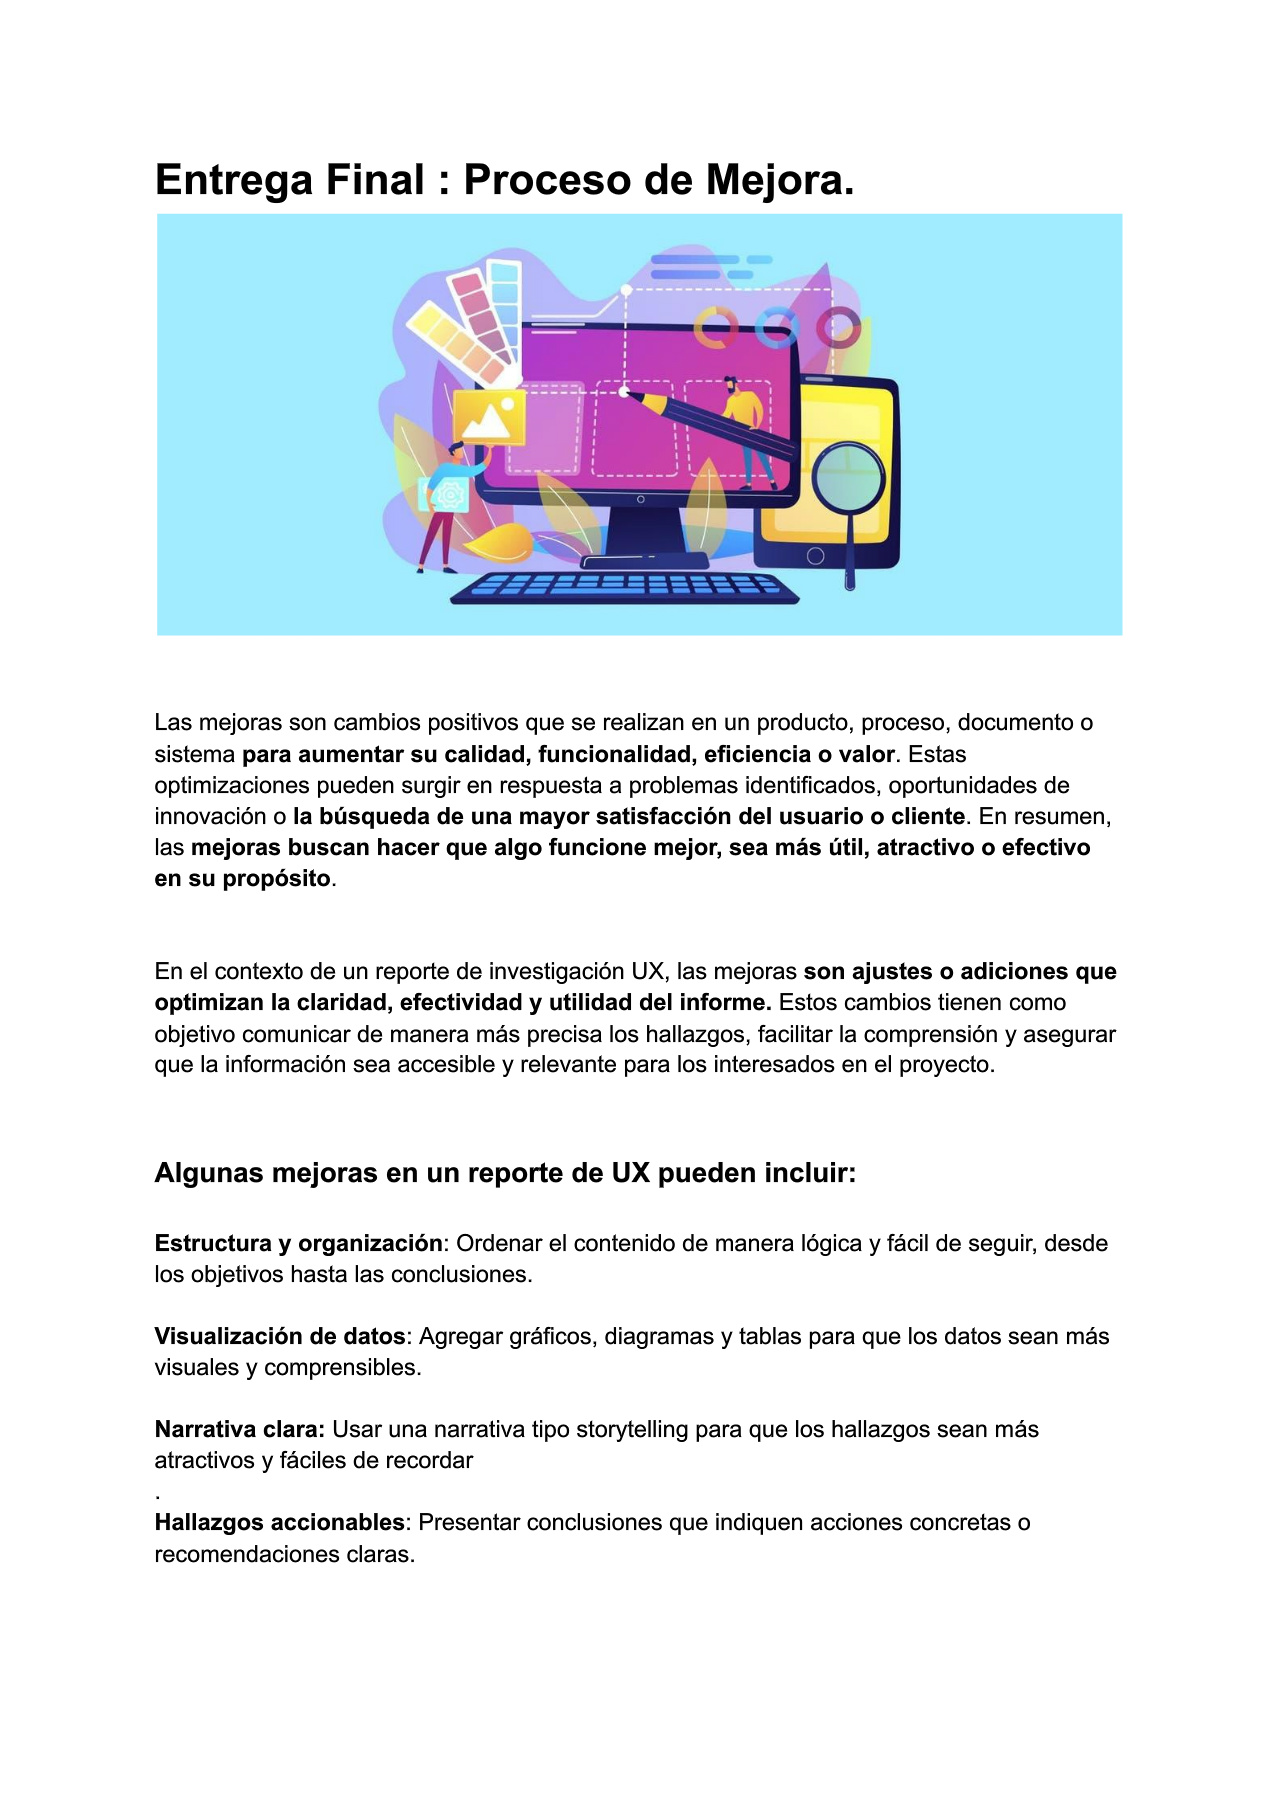 Entrega Final : Proceso de Mejora.
Las mejoras son cambios positivos que se realizan en un producto, proceso, documento o
sistema para aumentar su calidad, funcionalidad, eficiencia o valor. Estas
optimizaciones pueden surgir en respuesta a problemas identificados, oportunidades de
innovación o la búsqueda de una mayor satisfacción del usuario o cliente. En resumen,
las mejoras buscan hacer que algo funcione mejor, sea más útil, atractivo o efectivo
en su propósito.
En el contexto de un reporte de investigación UX, las mejoras son ajustes o adiciones que
optimizan la claridad, efectividad y utilidad del informe. Estos cambios tienen como
objetivo comunicar de manera más precisa los hallazgos, facilitar la comprensión y asegurar
que la información sea accesible y relevante para los interesados en el proyecto.
Algunas mejoras en un reporte de UX pueden incluir:
Estructura y organización: Ordenar el contenido de manera lógica y fácil de seguir, desde
los objetivos hasta las conclusiones.
Visualización de datos: Agregar gráficos, diagramas y tablas para que los datos sean más
visuales y comprensibles.
Narrativa clara: Usar una narrativa tipo storytelling para que los hallazgos sean más
atractivos y fáciles de recordar
.
Hallazgos accionables: Presentar conclusiones que indiquen acciones concretas o
recomendaciones claras.